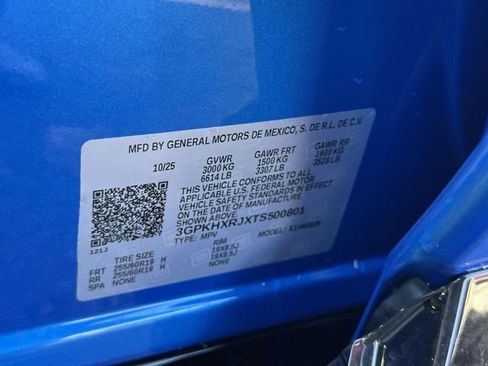 MFD BY GENERAL MOTORS DE MEXICO, S. DE R.L. DE C.V.
10/25 GVWR GAWR FRT GAWR RR
3000 KG 1500 KG 1600 KG
6614 LB 3307 LB 3528 LB
THIS VEHICLE CONFORMS TO ALL
APPLICABLE U.S. FEDERAL MOTOR
VEHICLE SAFETY STANDARDS IN EFFECT
ON THE DATE OF MANUFACTURE
SHOWN ABOVE.
3GPKHXRJXTS500801
TYPE: MPV MODEL:
121J
TIRE SIZE RIM
FRT 255/60R19 H 19X8.5J
RR 255/60R19 H 19X8.5J
SPA NONE NONE